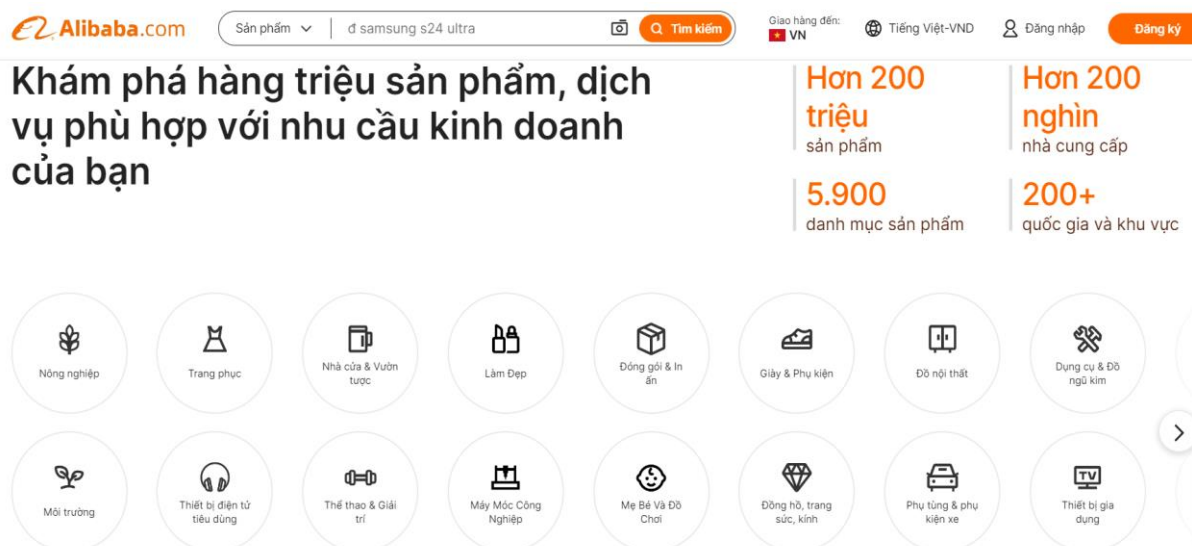 Alibaba.com
Sản phẩm
đ samsung s24 ultra
Tìm kiếm
Giao hàng đến:
VN
Tiếng Việt-VND
Đăng nhập
Đăng ký
Khám phá hàng triệu sản phẩm, dịch
vụ phù hợp với nhu cầu kinh doanh
của bạn
Hơn 200
triệu
sản phẩm
Hơn 200
nghìn
nhà cung cấp
5.900
danh mục sản phẩm
200+
quốc gia và khu vực
Nông nghiệp
Trang phục
Nhà cửa & Vườn
tược
Làm Đẹp
Đóng gói & In
ấn
Giày & Phụ kiện
Đồ nội thất
Dụng cụ & Đồ
ngũ kim
Môi trường
Thiết bị điện tử
tiêu dùng
Thể thao & Giải
trí
Máy Móc Công
Nghiệp
Mẹ Bé Và Đồ
Chơi
Đồng hồ, trang
sức, kính
Phụ tùng & phụ
kiện xe
TV
Thiết bị gia
dụng